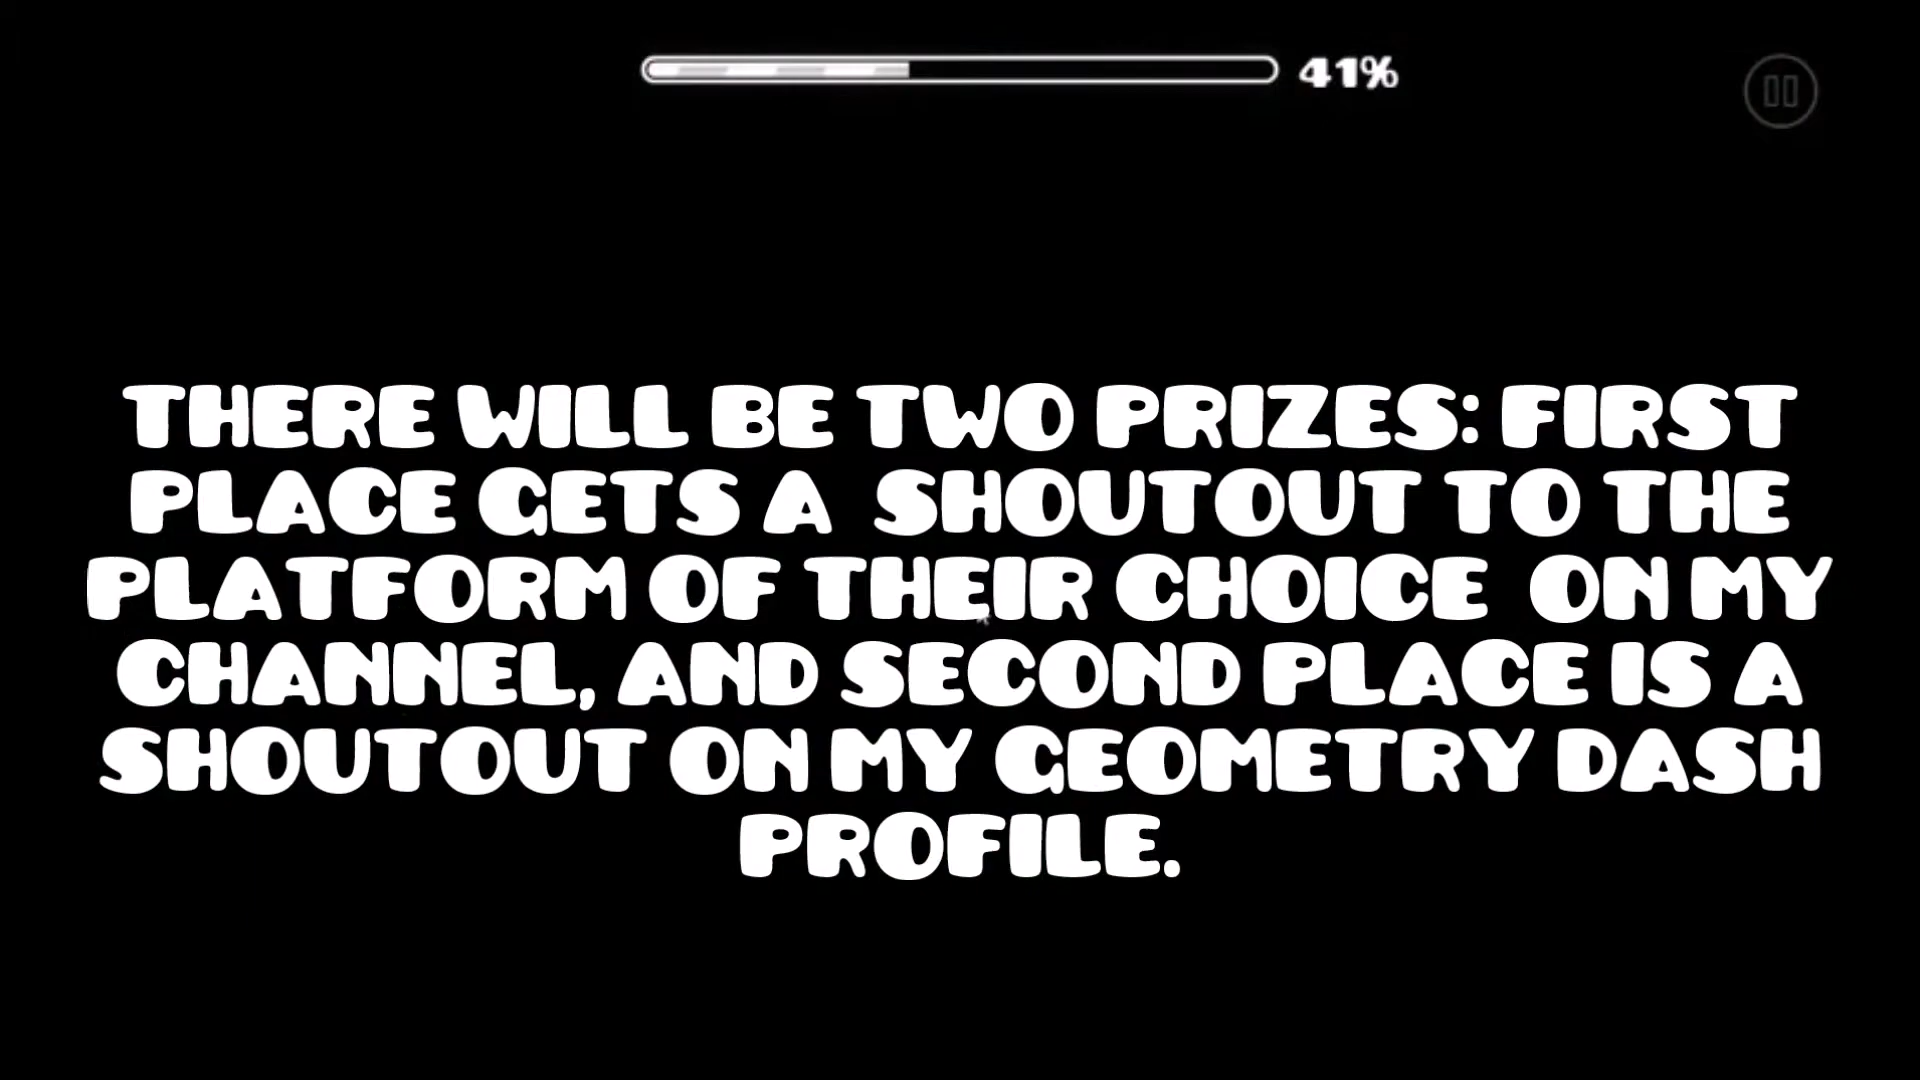 41%
THERE WILL BE TWO PRIZES: FIRST
PLACE GETS A  SHOUTOUT TO THE
PLATFORM OF THEIR CHOICE  ON MY
CHANNEL, AND SECOND PLACE IS A
SHOUTOUT ON MY GEOMETRY DASH
PROFILE.